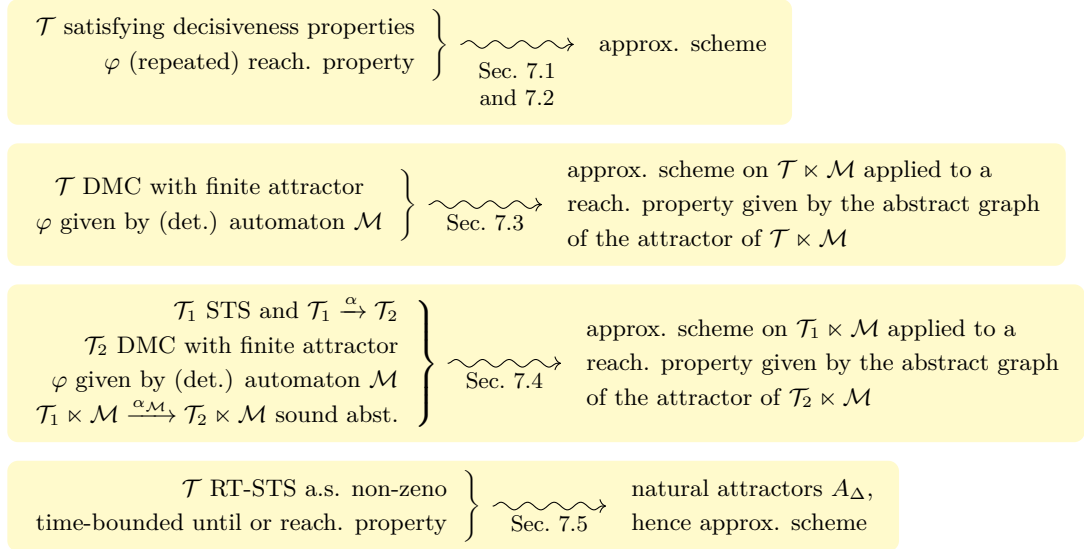 𝒯 satisfying decisiveness properties
φ (repeated) reach. property
Sec. 7.1
and 7.2
approx. scheme
𝒯 DMC with finite attractor
φ given by (det.) automaton ℳ
Sec. 7.3
approx. scheme on 𝒯 ⋉ ℳ applied to a
reach. property given by the abstract graph
of the attractor of 𝒯 ⋉ ℳ
𝒯₁ STS and 𝒯₁ →^α 𝒯₂
𝒯₂ DMC with finite attractor
φ given by (det.) automaton ℳ
𝒯₁ ⋉ ℳ →^{α_ℳ} 𝒯₂ ⋉ ℳ sound abst.
Sec. 7.4
approx. scheme on 𝒯₁ ⋉ ℳ applied to a
reach. property given by the abstract graph
of the attractor of 𝒯₂ ⋉ ℳ
𝒯 RT-STS a.s. non-zeno
time-bounded until or reach. property
Sec. 7.5
natural attractors A_Δ,
hence approx. scheme